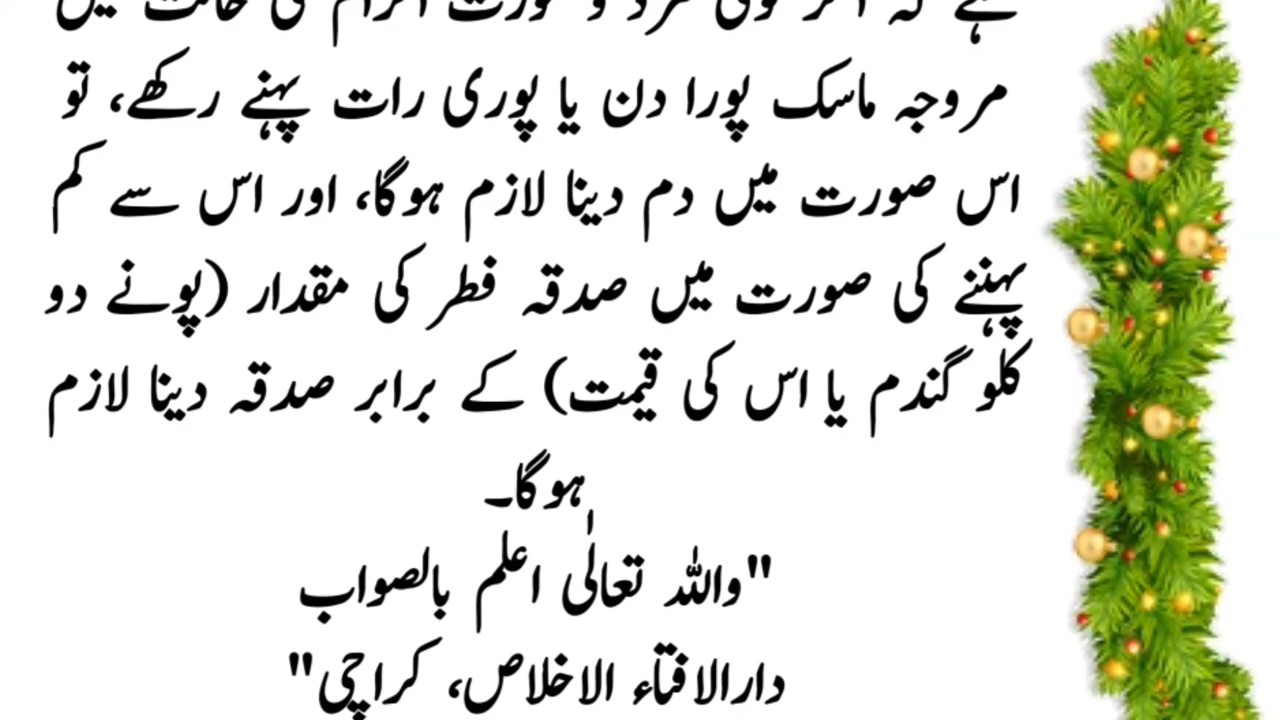 ہے کہ اگر کوئی مرد و عورت احرام کی حالت میں
مروجہ ماسک پورا دن یا پوری رات پہنے رکھے، تو
اس صورت میں دم دینا لازم ہوگا، اور اس سے کم
پہننے کی صورت میں صدقہ فطر کی مقدار (پونے دو
کلو گندم یا اس کی قیمت) کے برابر صدقہ دینا لازم
ہوگا۔
"واللہ تعالٰی اعلم بالصواب
دارالافتاء الاخلاص، کراچی"